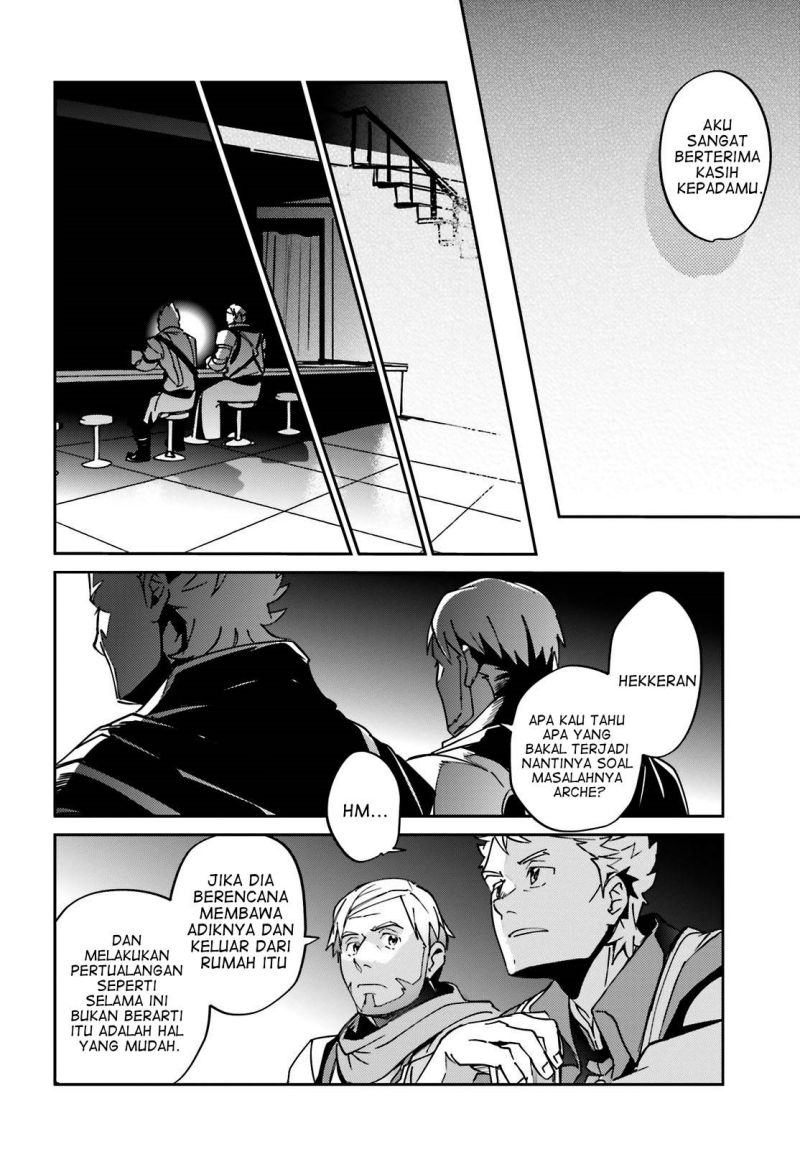 AKU
SANGAT
BERTERIMA
KASIH
KEPADAMU.
HEKKERAN
APA KAU TAHU
APA YANG
BAKAL TERJADI
NANTINYA SOAL
MASALAHNYA
ARCHE?
HM...
JIKA DIA
BERENCANA
MEMBAWA
ADIKNYA DAN
KELUAR DARI
RUMAH ITU
DAN
MELAKUKAN
PERTUALANGAN
SEPERTI
SELAMA INI
BUKAN BERARTI
ITU ADALAH HAL
YANG MUDAH.